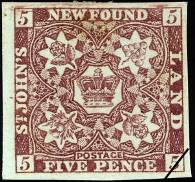 5 NEWFOUND 5
ST. JOHN'S
LAND
POSTAGE
5 FIVE PENCE 5